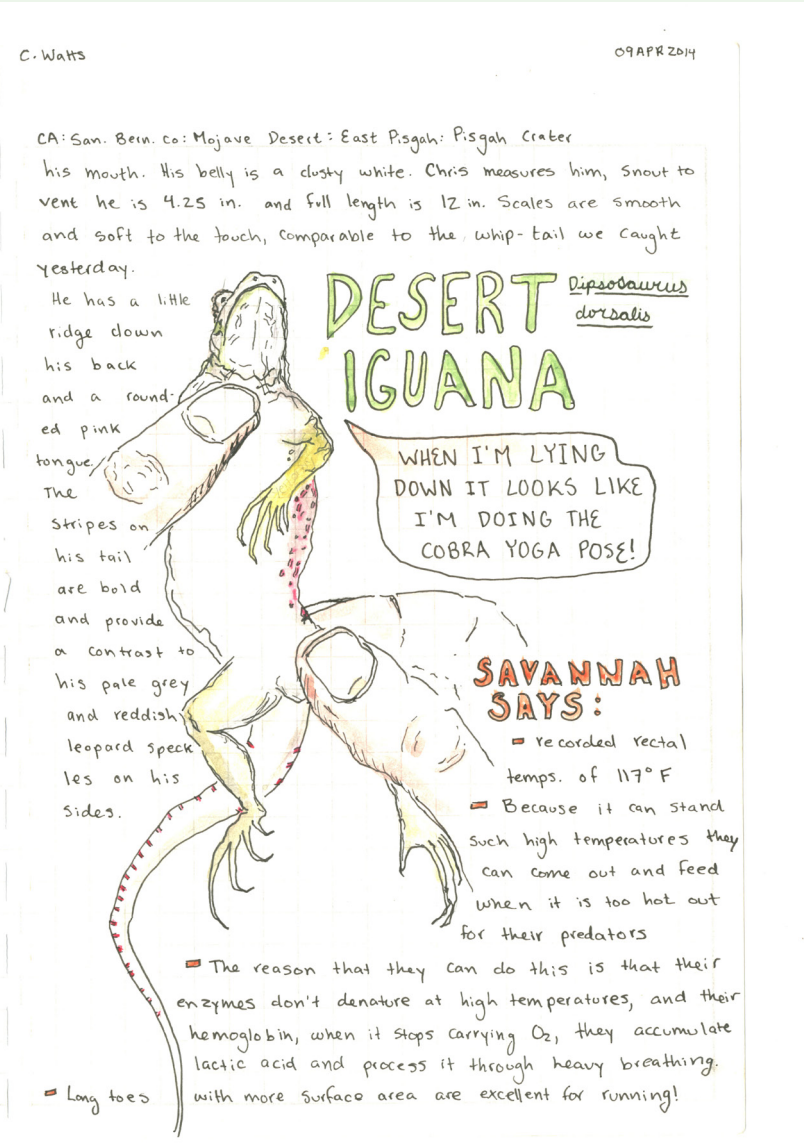 C. Watts
09APR2014
CA: San. Bern. Co: Mojave Desert: East Pisgah: Pisgah Crater
his mouth. His belly is a dusty white. Chris measures him, snout to
vent he is 4.25 in. and full length is 12 in. Scales are smooth
and soft to the touch, comparable to the whip-tail we caught
yesterday.
He has a little
ridge down
his back
and a round-
ed pink
tongue.
The
stripes on
his tail
are bold
and provide
a contrast to
his pale grey
and reddish
leopard speck
les on his
sides.
DESERT
IGUANA
Dipsosaurus
dorsalis
WHEN I'M LYING
DOWN IT LOOKS LIKE
I'M DOING THE
COBRA YOGA POSE!
SAVANNAH
SAYS:
recorded rectal
temps. of 117° F
Because it can stand
such high temperatures they
can come out and feed
when it is too hot out
for their predators
The reason that they can do this is that their
enzymes don't denature at high temperatures, and their
hemoglobin, when it stops carrying O2, they accumulate
lactic acid and process it through heavy breathing.
Long toes with more surface area are excellent for running!